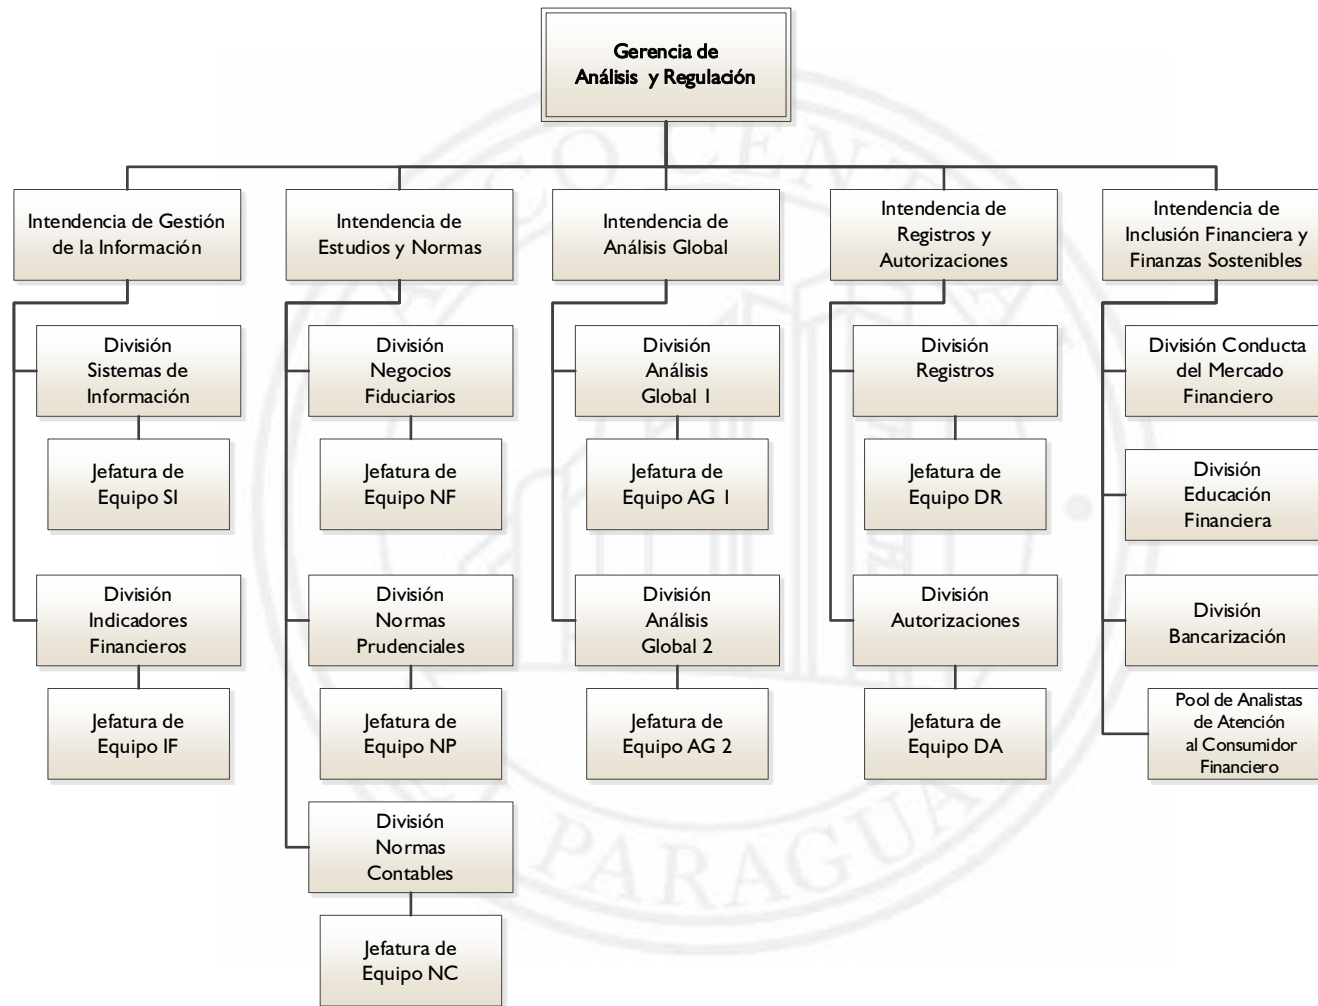 Gerencia de
Análisis y Regulación
Intendencia de Gestión
de la Información
Intendencia de
Estudios y Normas
Intendencia de
Análisis Global
Intendencia de
Registros y
Autorizaciones
Intendencia de
Inclusión Financiera y
Finanzas Sostenibles
División
Sistemas de
Información
División
Negocios
Fiduciarios
División
Análisis
Global 1
División
Registros
División Conducta
del Mercado
Financiero
Jefatura de
Equipo SI
Jefatura de
Equipo NF
Jefatura de
Equipo AG 1
Jefatura de
Equipo DR
División
Educación
Financiera
División
Indicadores
Financieros
División
Normas
Prudenciales
División
Análisis
Global 2
División
Autorizaciones
División
Bancarización
Jefatura de
Equipo IF
Jefatura de
Equipo NP
Jefatura de
Equipo AG 2
Jefatura de
Equipo DA
Pool de Analistas
de Atención
al Consumidor
Financiero
División
Normas
Contables
Jefatura de
Equipo NC
PARAGUA